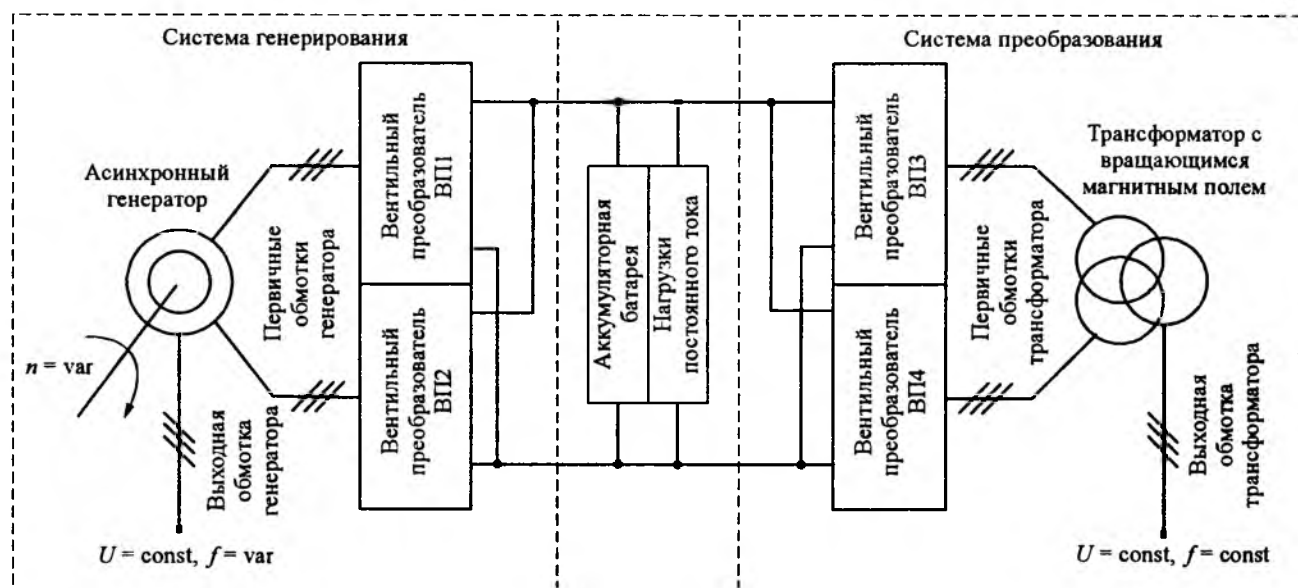 Система генерирования
Система преобразования
Асинхронный
генератор
Первичные
обмотки
генератора
n = var
Выходная
обмотка
генератора
U = const, f = var
Вентильный
преобразователь
ВП1
Вентильный
преобразователь
ВП2
Аккумуляторная
батарея
Нагрузки
постоянного тока
Вентильный
преобразователь
ВП3
Вентильный
преобразователь
ВП4
Первичные
обмотки
трансформатора
Трансформатор с
вращающимся
магнитным полем
Выходная
обмотка
трансформатора
U = const, f = const